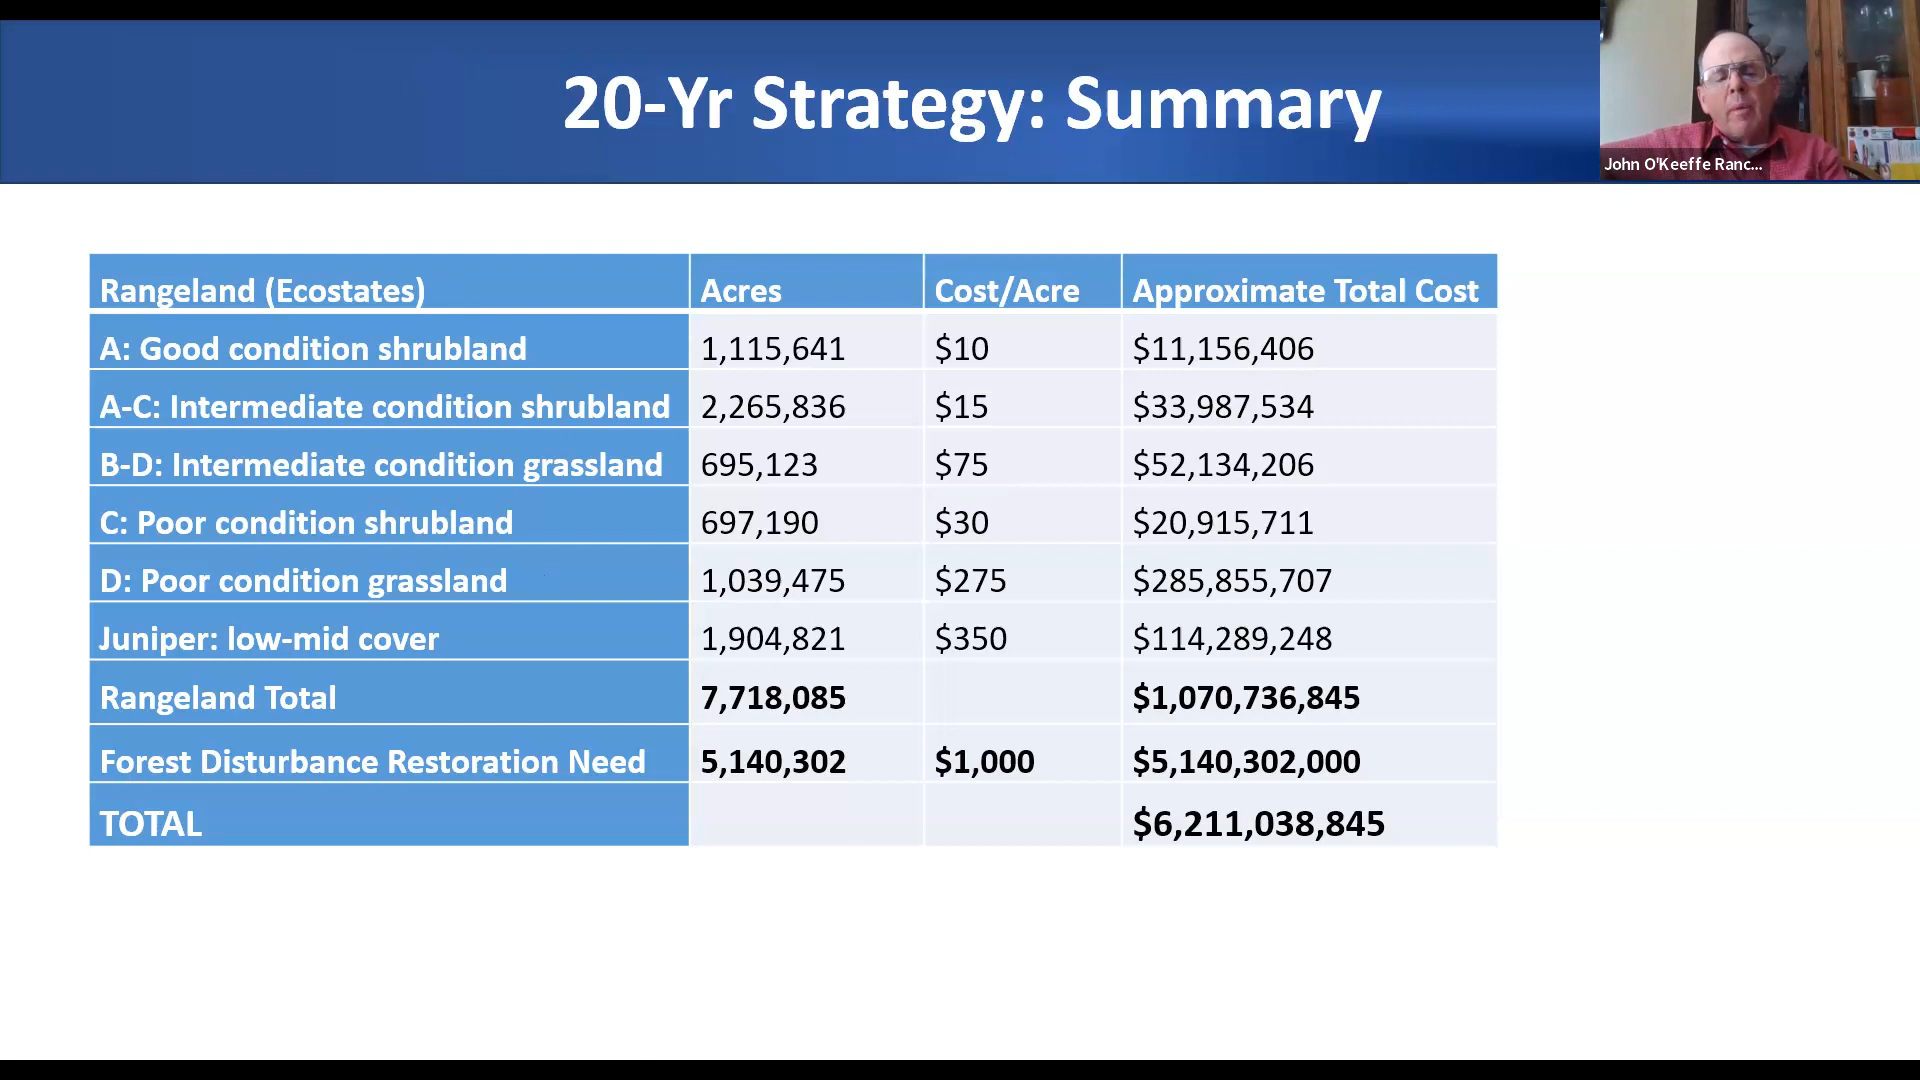 20-Yr Strategy: Summary
John O'Keeffe Ranc...
Rangeland (Ecostates) Acres Cost/Acre Approximate Total Cost
A: Good condition shrubland 1,115,641 $10 $11,156,406
A-C: Intermediate condition shrubland 2,265,836 $15 $33,987,534
B-D: Intermediate condition grassland 695,123 $75 $52,134,206
C: Poor condition shrubland 697,190 $30 $20,915,711
D: Poor condition grassland 1,039,475 $275 $285,855,707
Juniper: low-mid cover 1,904,821 $350 $114,289,248
Rangeland Total 7,718,085 $1,070,736,845
Forest Disturbance Restoration Need 5,140,302 $1,000 $5,140,302,000
TOTAL $6,211,038,845